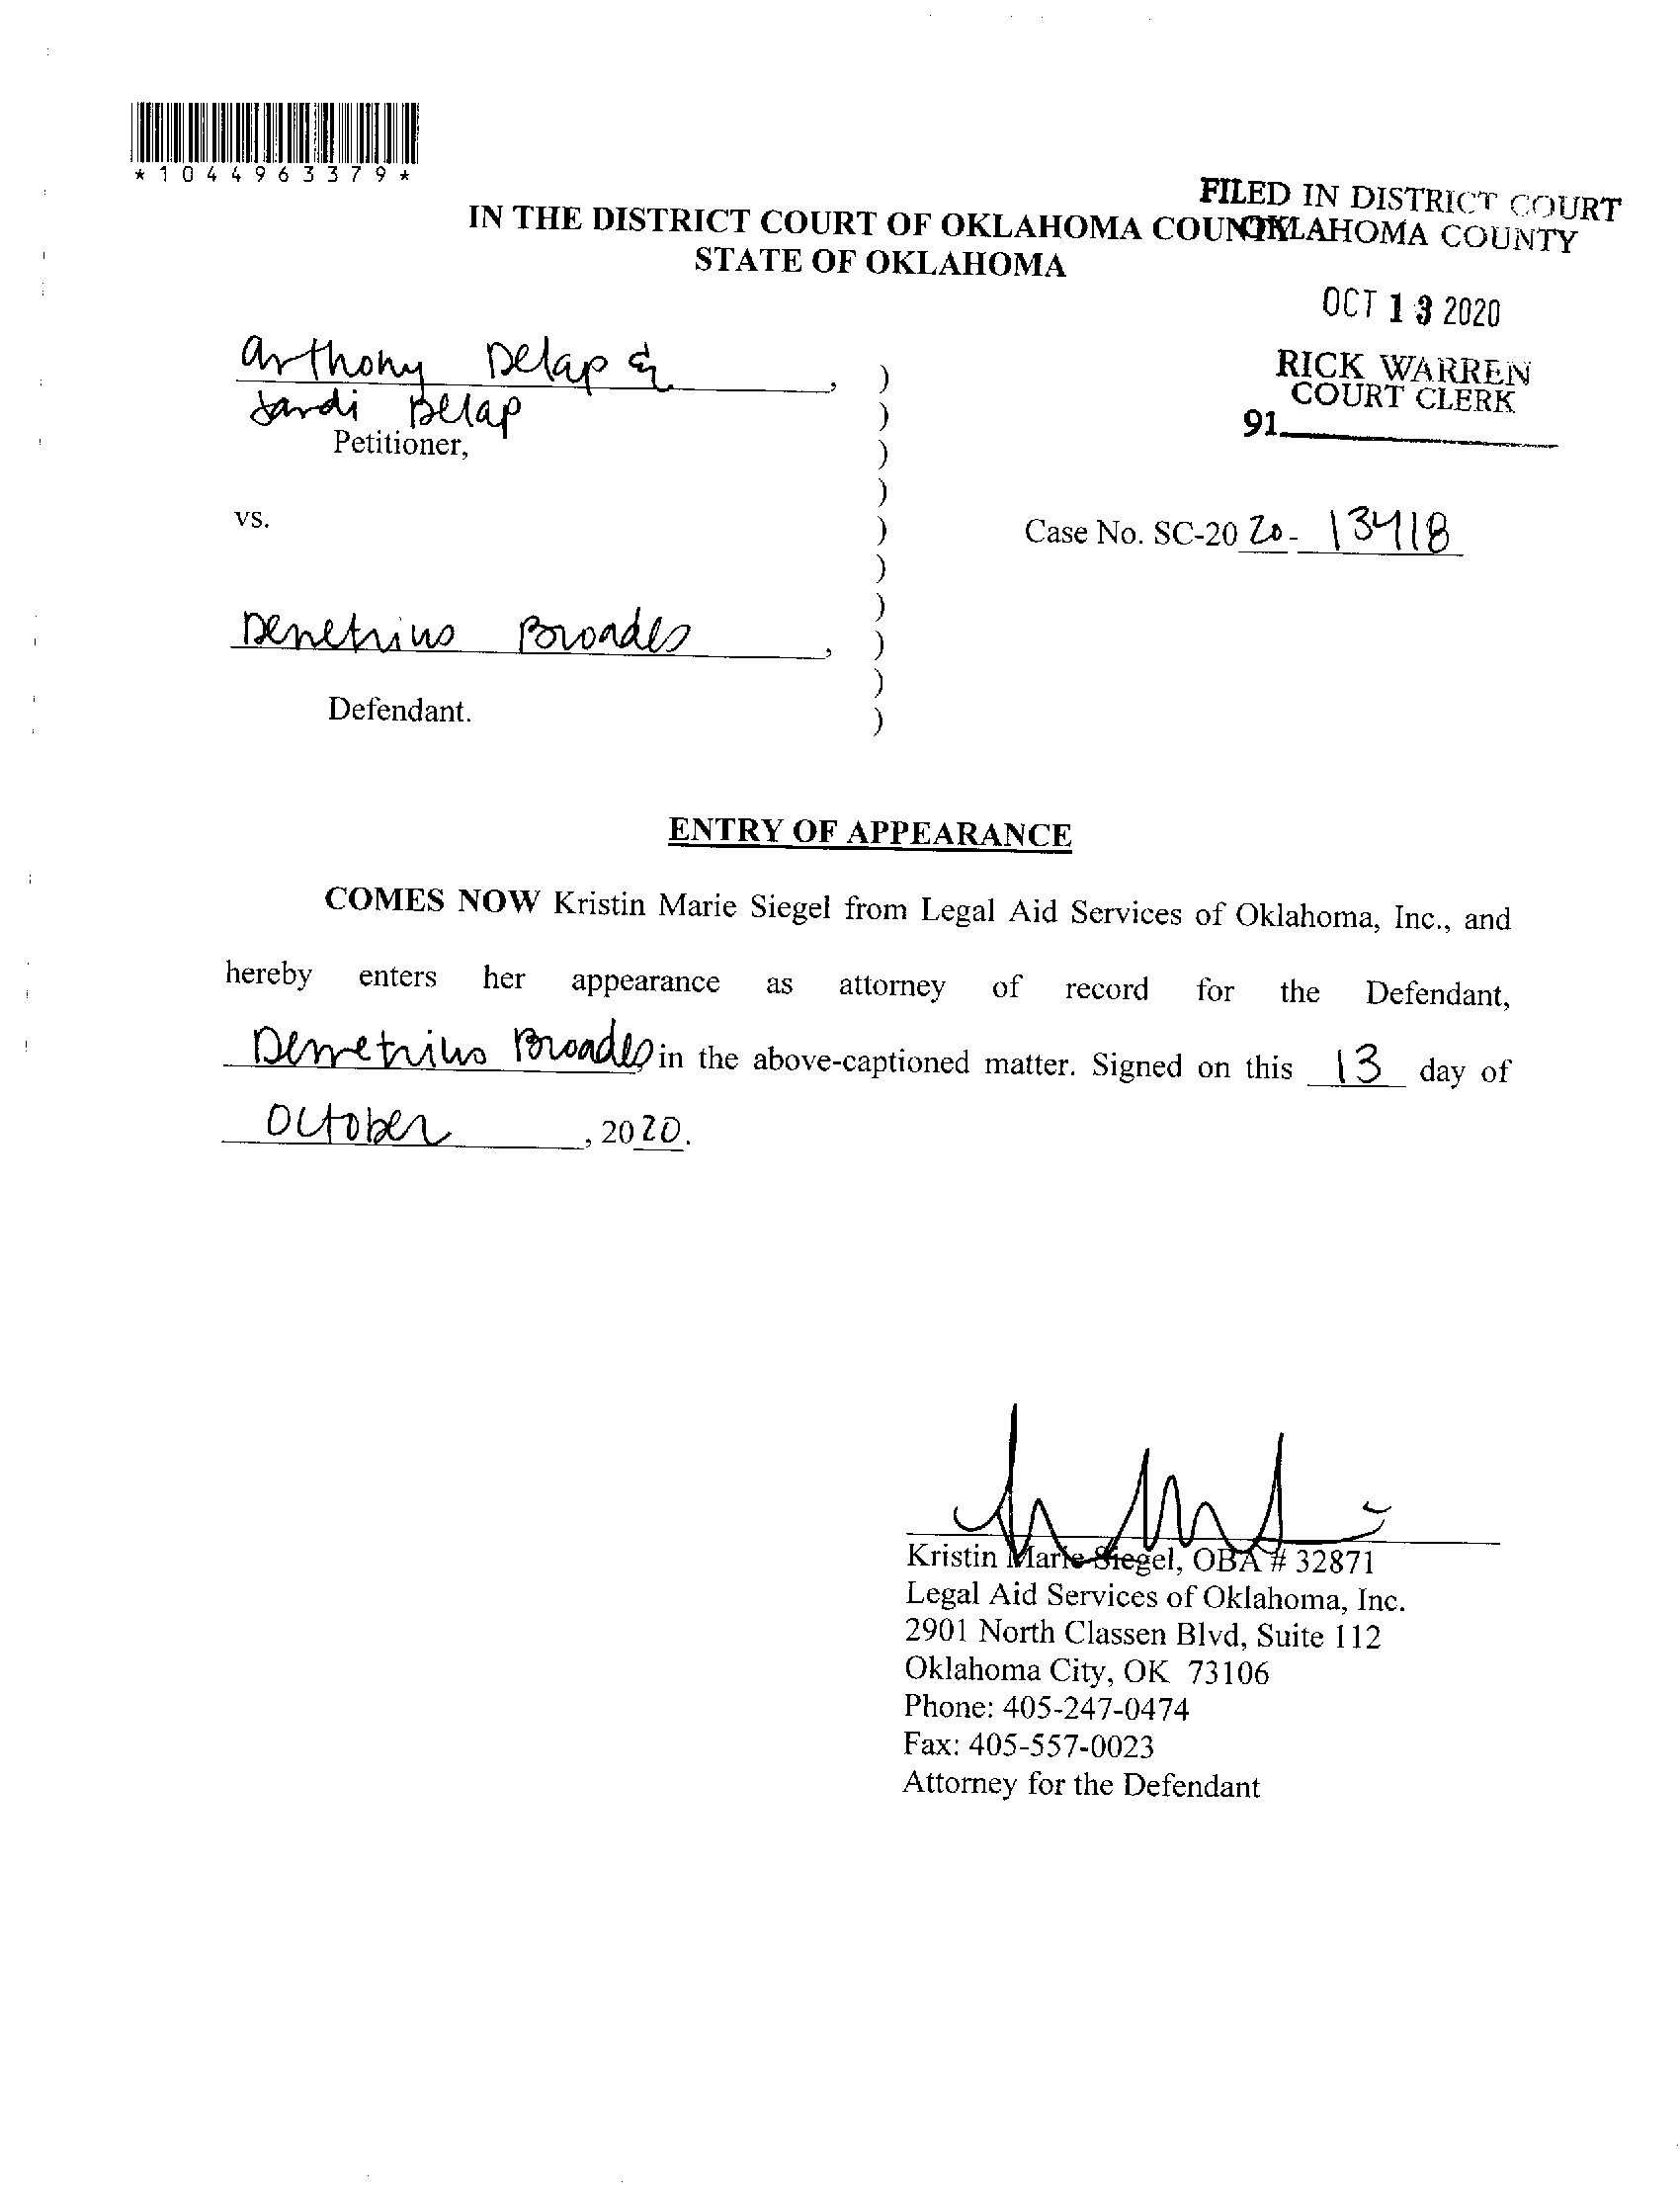 *1044963379*
FILED IN DISTRICT COURT
OKLAHOMA COUNTY
IN THE DISTRICT COURT OF OKLAHOMA COUNTY
STATE OF OKLAHOMA
OCT 13 2020
RICK WARREN
COURT CLERK
91
Anthony Delap &
Jardi Delap
Petitioner,
vs.
Case No. SC-2020-13418
Demetrius Broades,
Defendant.
ENTRY OF APPEARANCE
COMES NOW Kristin Marie Siegel from Legal Aid Services of Oklahoma, Inc., and
hereby enters her appearance as attorney of record for the Defendant,
Demetrius Broades in the above-captioned matter. Signed on this 13 day of
October, 2020.
Kristin Marie Siegel, OBA # 32871
Legal Aid Services of Oklahoma, Inc.
2901 North Classen Blvd, Suite 112
Oklahoma City, OK 73106
Phone: 405-247-0474
Fax: 405-557-0023
Attorney for the Defendant